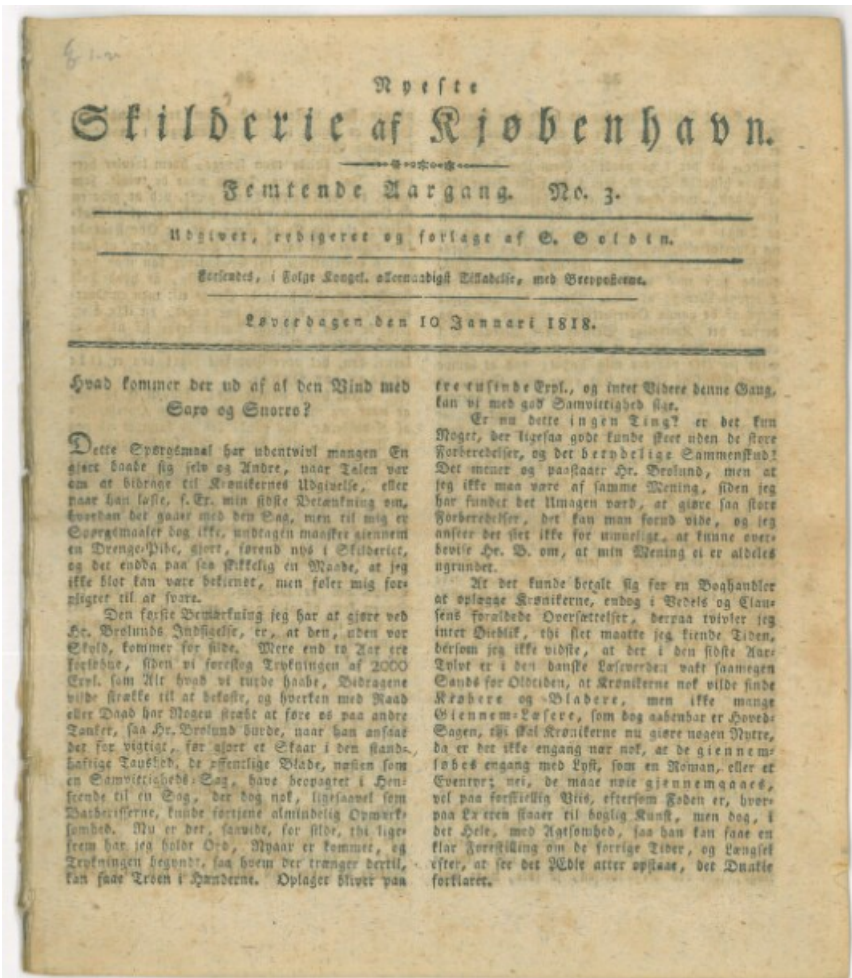 Nyeste
Skilderie af Kjøbenhavn.
Femtende Aargang. No. 3.
Udgivet, redigeret og forlagt af S. Soldin.
Forsendes, i Følge Kongel. allernaadigst Tilladelse, med Brevposterne.
Løverdagen den 10 Januari 1818.
Hvad kommer der ud af al den Vind med
Saxo og Snorro?
Dette Spørgsmaal har udentvivl mangen En
gjort baade sig selv og Andre, naar Talen var
om at bidrage til Krønikernes Udgivelse, eller
naar han læste, f. Ex. min sidste Betænkning om,
hvordan det gaaer med den Sag, men til mig er
Spørgsmaalet dog ikke, undtagen maaskee giennem
en Drenge-Pibe, gjort, førend nys i Skilderiet,
og det endda paa saa skikkelig en Maade, at jeg
ikke blot kan være bekiendt, men føler mig for-
pligtet til at svare.
Den første Bemærkning jeg har at gjøre ved
Hr. Brolunds Indsigelse, er, at den, uden vor
Skyld, kommer for silde. Mere end to Aar ere
forløbne, siden vi foreslog Trykningen af 2000
Expl. som Alt hvad vi turde haabe, Bidragene
vilde strække til at bekoste, og hverken med Raad
eller Daad har Nogen stræbt at føre os paa andre
Tanker, saa Hr. Brolund burde, naar han ansaae
det for vigtigt, før gjort et Skaar i den stand-
haftige Taushed, de offentlige Blade, næsten som
en Samvittigheds-Sag, have beopagtet i Hen-
seende til en Sag, der dog nok, ligesaavel som
Barbeerisserne, kunde fortjene almindelig Opmærk-
somhed. Nu er det, saavidt, for silde, thi lige-
frem har jeg holdt Ord, Nyaar er kommet, og
Trykningen begyndt, saa hvem der trænger dertil,
kan faae Troen i Hænderne. Oplaget bliver paa
tre tusinde Expl., og intet Videre denne Gang,
kan vi med god Samvittighed sige.
Er nu dette ingen Ting? er det kun
Noget, der ligesaa godt kunde skeet uden de store
Forberedelser, og det betydelige Sammenskud?
Det mener og paastaaer Hr. Brolund, men at
jeg ikke maa være af samme Mening, siden jeg
har fundet det Umagen værd, at giøre saa store
Forberedelser, det kan man forud vide, og jeg
anseer det slet ikke for umueligt, at kunne over-
bevise Hr. B. om, at min Mening ei er aldeles
ugrundet.
At det kunde betalt sig for en Boghandler
at oplægge Krønikerne, endog i Vedels og Clau-
sens forældede Oversættelser, derpaa tvivler jeg
intet Øieblik, thi slet maatte jeg kiende Tiden,
dersom jeg ikke vidste, at der i den sidste Aar-
Tylvt er i den danske Læseverden vakt saamegen
Sands for Oldtiden, at Krønikerne nok vilde finde
Kiøbere og Bladere, men ikke mange
Giennem-Læsere, som dog aabenbar er Hoved-
Sagen, thi skal Krønikerne nu giøre nogen Nytte,
da er det ikke engang nær nok, at de giennem-
løbes engang med Lyst, som en Roman, eller et
Eventyr; nei, de maae nøie gjennemgaaes,
vel paa forskiellig Viis, eftersom Foden er, hvor-
paa Læseren staaer til boglig Kunst, men dog, i
det Hele, med Agtsomhed, saa han kan faae en
klar Forestilling om de forrige Tider, og Længsel
efter, at see det Ædle atter opstaae, det Dunkle
forklaret.